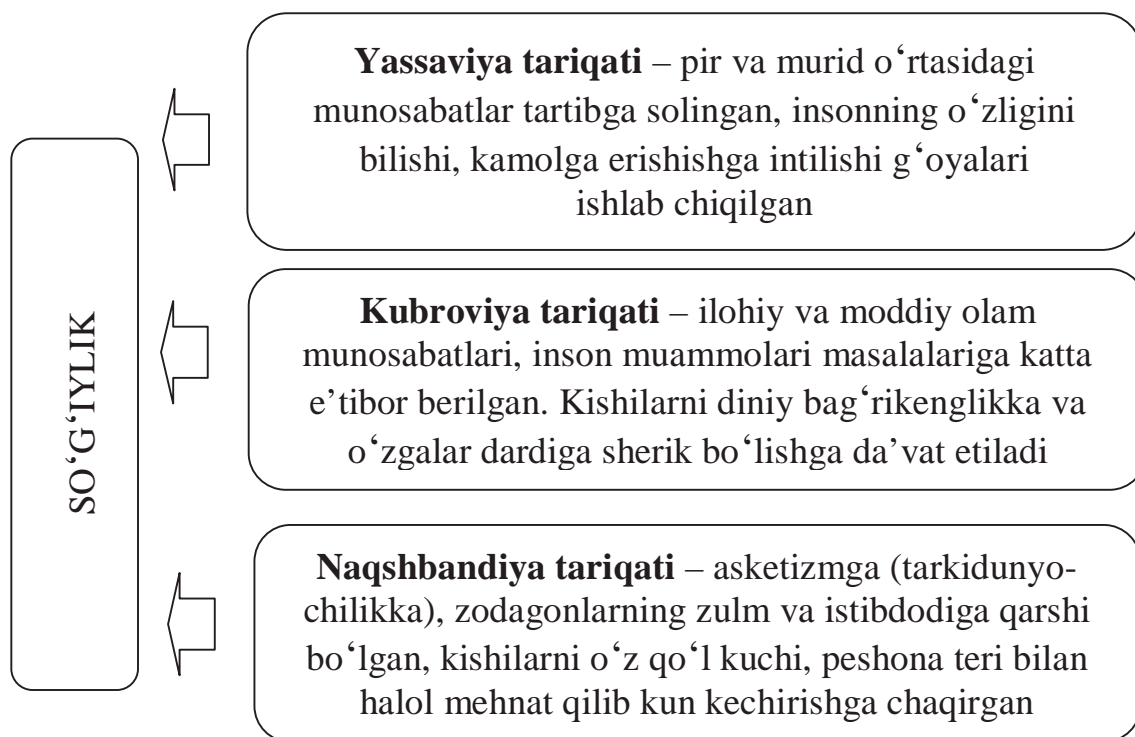 SO‘G‘IYLIK
Yassaviya tariqati – pir va murid o‘rtasidagi
munosabatlar tartibga solingan, insonning o‘zligini
bilishi, kamolga erishishga intilishi g‘oyalari
ishlab chiqilgan
Kubroviya tariqati – ilohiy va moddiy olam
munosabatlari, inson muammolari masalalariga katta
e’tibor berilgan. Kishilarni diniy bag‘rikenglikka va
o‘zgalar dardiga sherik bo‘lishga da’vat etiladi
Naqshbandiya tariqati – asketizmga (tarkidunyo-
chilikka), zodagonlarning zulm va istibdodiga qarshi
bo‘lgan, kishilarni o‘z qo‘l kuchi, peshona teri bilan
halol mehnat qilib kun kechirishga chaqirgan